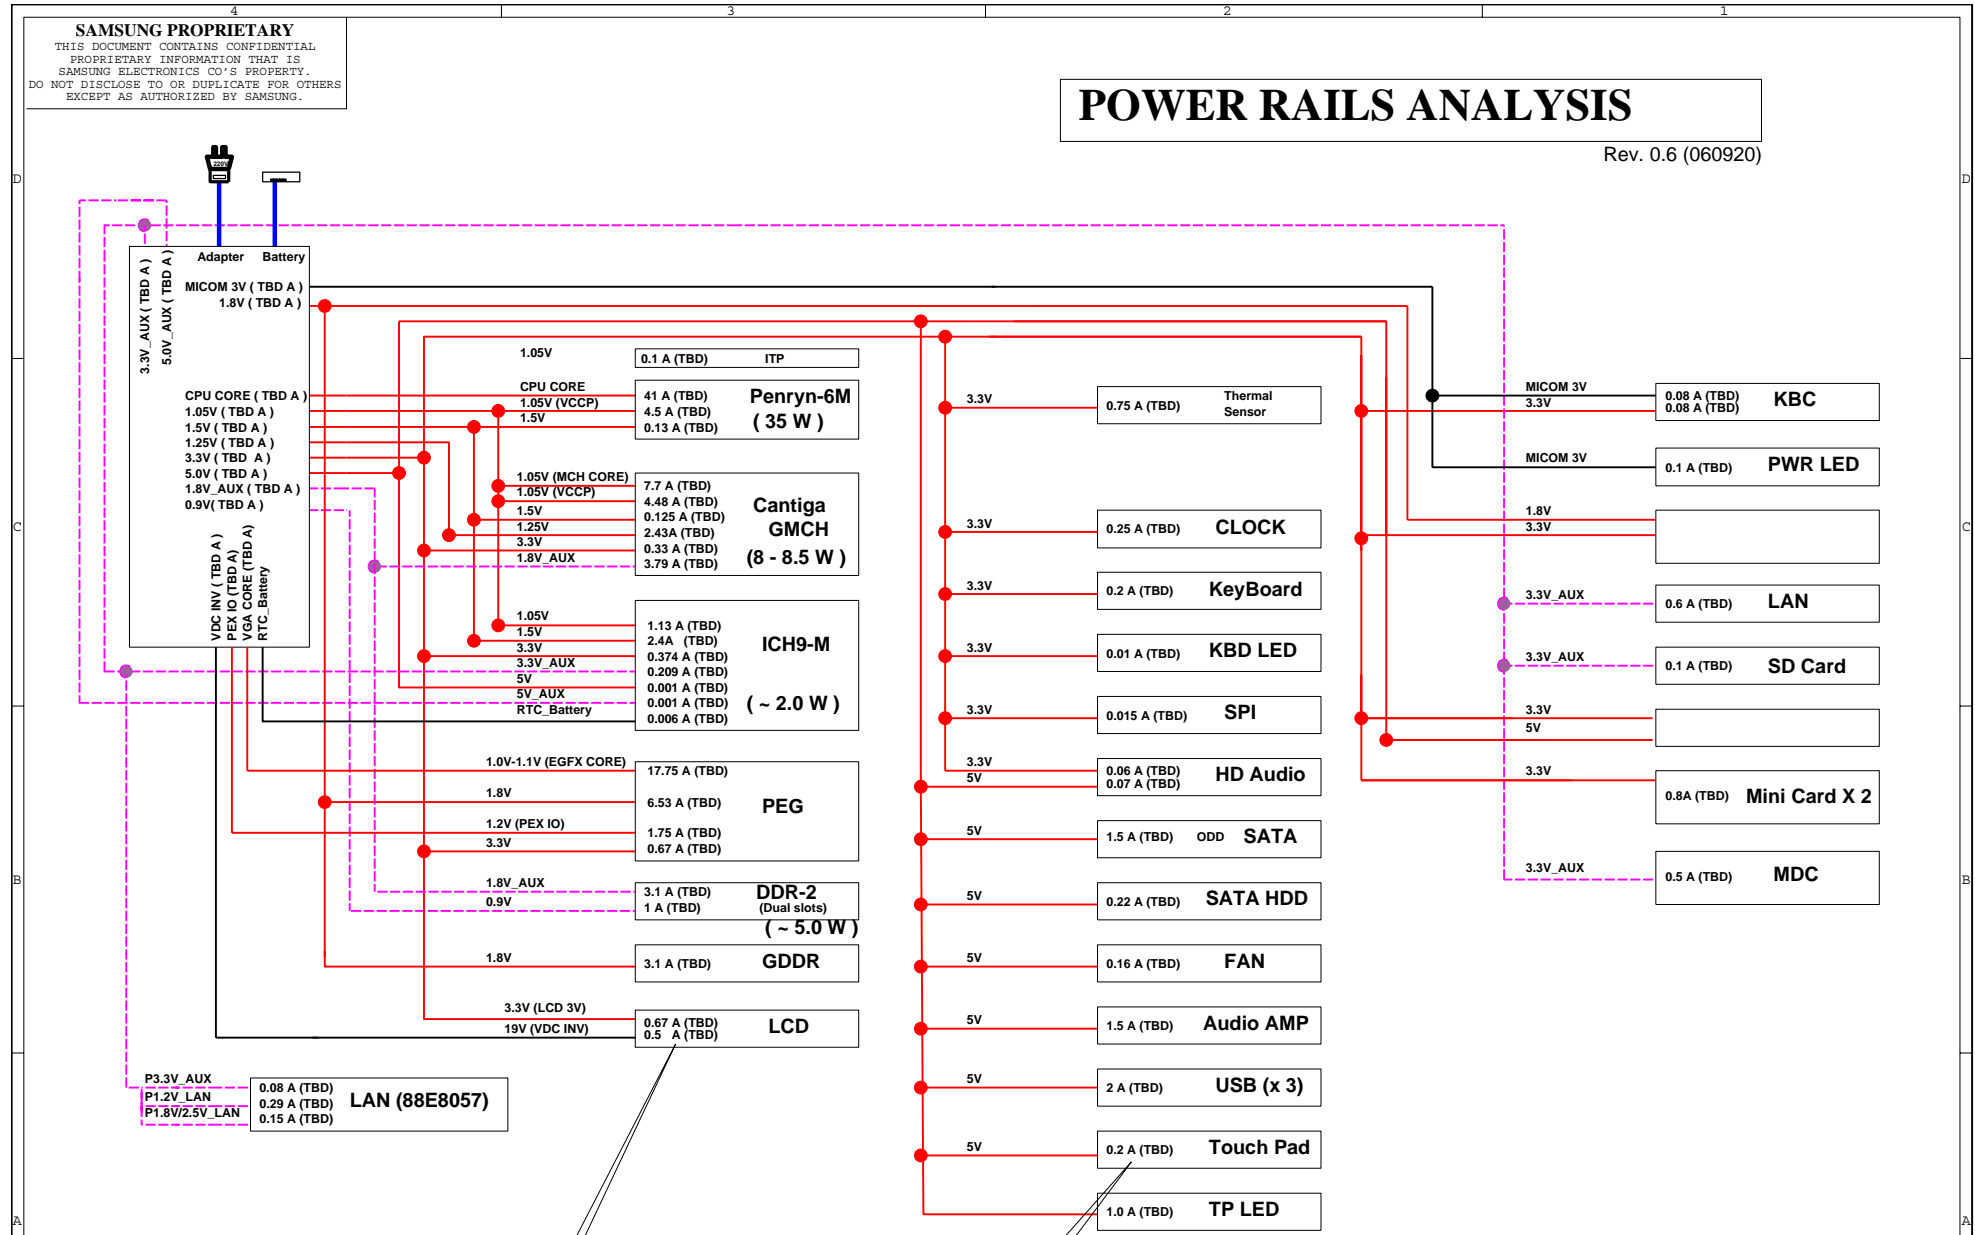 4 3 2 1
SAMSUNG PROPRIETARY
THIS DOCUMENT CONTAINS CONFIDENTIAL
PROPRIETARY INFORMATION THAT IS
SAMSUNG ELECTRONICS CO'S PROPERTY.
DO NOT DISCLOSE TO OR DUPLICATE FOR OTHERS
EXCEPT AS AUTHORIZED BY SAMSUNG.
POWER RAILS ANALYSIS
Rev. 0.6 (060920)
D D
C C
B B
A A
220V
Adapter Battery
3.3V_AUX ( TBD A )
5.0V_AUX ( TBD A )
MICOM 3V ( TBD A )
1.8V ( TBD A )
CPU CORE ( TBD A )
1.05V ( TBD A )
1.5V ( TBD A )
1.25V ( TBD A )
3.3V ( TBD A )
5.0V ( TBD A )
1.8V_AUX ( TBD A )
0.9V( TBD A )
VDC INV ( TBD A )
PEX IO (TBD A)
VGA CORE (TBD A)
RTC_Battery
1.05V 0.1 A (TBD) ITP
CPU CORE 41 A (TBD) Penryn-6M
1.05V (VCCP) 4.5 A (TBD)
1.5V 0.13 A (TBD) ( 35 W )
1.05V (MCH CORE) 7.7 A (TBD)
1.05V (VCCP) 4.48 A (TBD) Cantiga
1.5V 0.125 A (TBD)
1.25V 2.43A (TBD) GMCH
3.3V 0.33 A (TBD)
1.8V_AUX 3.79 A (TBD) (8 - 8.5 W )
1.05V 1.13 A (TBD)
1.5V 2.4A (TBD) ICH9-M
3.3V 0.374 A (TBD)
3.3V_AUX 0.209 A (TBD)
5V 0.001 A (TBD)
5V_AUX 0.001 A (TBD) ( ~ 2.0 W )
RTC_Battery 0.006 A (TBD)
1.0V-1.1V (EGFX CORE) 17.75 A (TBD)
1.8V 6.53 A (TBD) PEG
1.2V (PEX IO) 1.75 A (TBD)
3.3V 0.67 A (TBD)
1.8V_AUX 3.1 A (TBD) DDR-2
0.9V 1 A (TBD) (Dual slots)
( ~ 5.0 W )
1.8V 3.1 A (TBD) GDDR
3.3V (LCD 3V) 0.67 A (TBD) LCD
19V (VDC INV) 0.5 A (TBD)
P3.3V_AUX 0.08 A (TBD)
P1.2V_LAN 0.29 A (TBD) LAN (88E8057)
P1.8V/2.5V_LAN 0.15 A (TBD)
3.3V 0.75 A (TBD) Thermal
Sensor
3.3V 0.25 A (TBD) CLOCK
3.3V 0.2 A (TBD) KeyBoard
3.3V 0.01 A (TBD) KBD LED
3.3V 0.015 A (TBD) SPI
3.3V 0.06 A (TBD) HD Audio
5V 0.07 A (TBD)
5V 1.5 A (TBD) ODD SATA
5V 0.22 A (TBD) SATA HDD
5V 0.16 A (TBD) FAN
5V 1.5 A (TBD) Audio AMP
5V 2 A (TBD) USB (x 3)
5V 0.2 A (TBD) Touch Pad
1.0 A (TBD) TP LED
MICOM 3V 0.08 A (TBD) KBC
3.3V 0.08 A (TBD)
MICOM 3V 0.1 A (TBD) PWR LED
1.8V
3.3V
3.3V_AUX 0.6 A (TBD) LAN
3.3V_AUX 0.1 A (TBD) SD Card
3.3V
5V
3.3V 0.8A (TBD) Mini Card X 2
3.3V_AUX 0.5 A (TBD) MDC